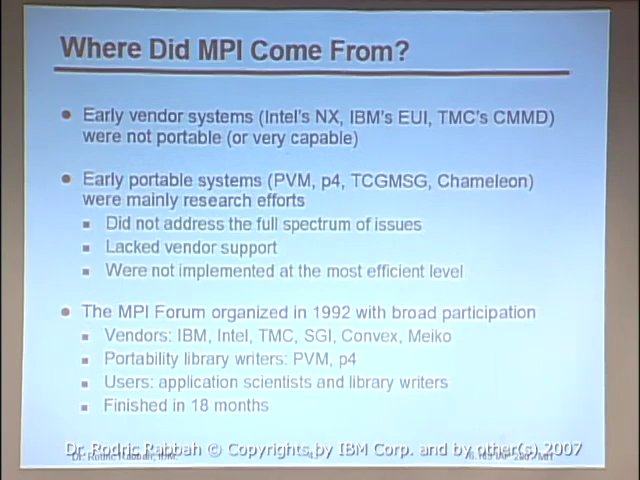 Where Did MPI Come From?
• Early vendor systems (Intel's NX, IBM's EUI, TMC's CMMD)
were not portable (or very capable)
• Early portable systems (PVM, p4, TCGMSG, Chameleon)
were mainly research efforts
▪ Did not address the full spectrum of issues
▪ Lacked vendor support
▪ Were not implemented at the most efficient level
• The MPI Forum organized in 1992 with broad participation
▪ Vendors: IBM, Intel, TMC, SGI, Convex, Meiko
▪ Portability library writers: PVM, p4
▪ Users: application scientists and library writers
▪ Finished in 18 months
Dr. Rodric Rabbah © Copyrights by IBM Corp. and by other(s) 2007
Dr. Rodric Rabbah, IBM.